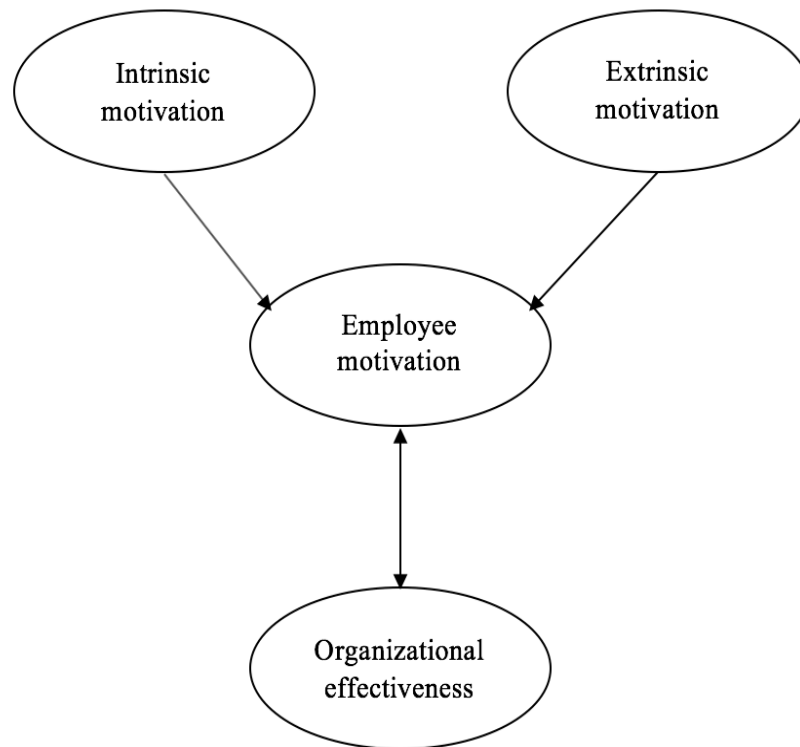 Intrinsic
motivation
Extrinsic
motivation
Employee
motivation
Organizational
effectiveness